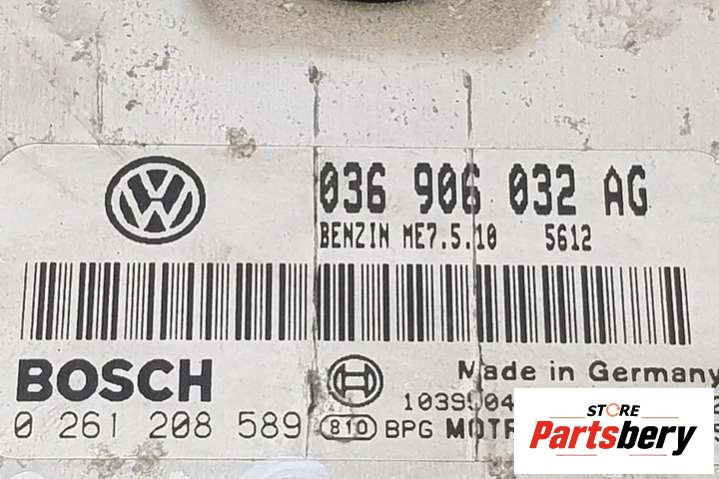 036 906 032 AG
BENZIN ME7.5.10 5612
BOSCH
Made in Germany
0 261 208 589
810 BPG
STORE
Partsbery